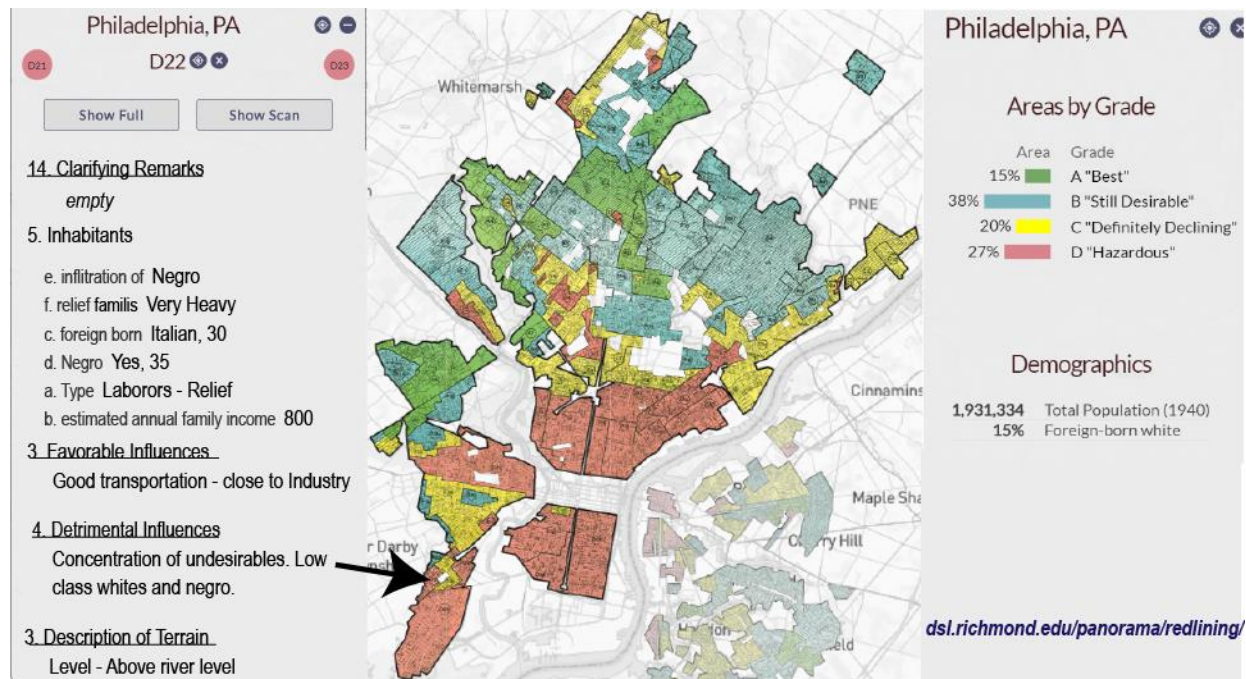 Philadelphia, PA
D21
D22
D23
Show Full
Show Scan
14. Clarifying Remarks
empty
5. Inhabitants
e. inflitration of Negro
f. relief familis Very Heavy
c. foreign born Italian, 30
d. Negro Yes, 35
a. Type Laborors - Relief
b. estimated annual family income 800
3. Favorable Influences
Good transportation - close to Industry
4. Detrimental Influences
Concentration of undesirables. Low
class whites and negro.
3. Description of Terrain
Level - Above river level
Whitemarsh
PNE
Cinnamins
Maple Sha
Darby
Philadelphia, PA
Areas by Grade
Area Grade
15% A "Best"
38% B "Still Desirable"
20% C "Definitely Declining"
27% D "Hazardous"
Demographics
1,931,334 Total Population (1940)
15% Foreign-born white
dsl.richmond.edu/panorama/redlining/